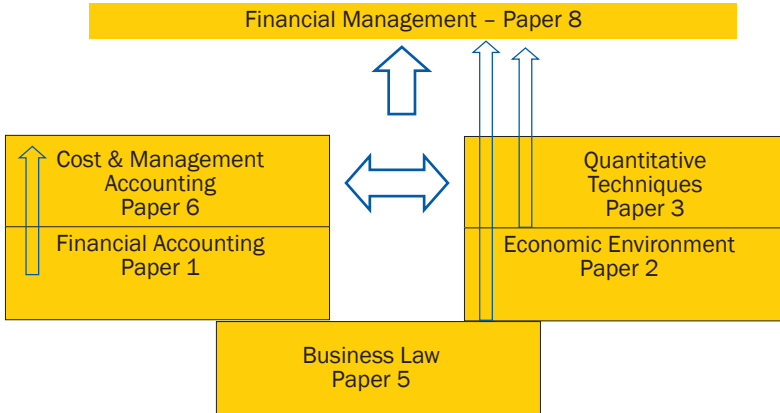 Financial Management – Paper 8
Cost & Management
Accounting
Paper 6
Quantitative
Techniques
Paper 3
Financial Accounting
Paper 1
Economic Environment
Paper 2
Business Law
Paper 5